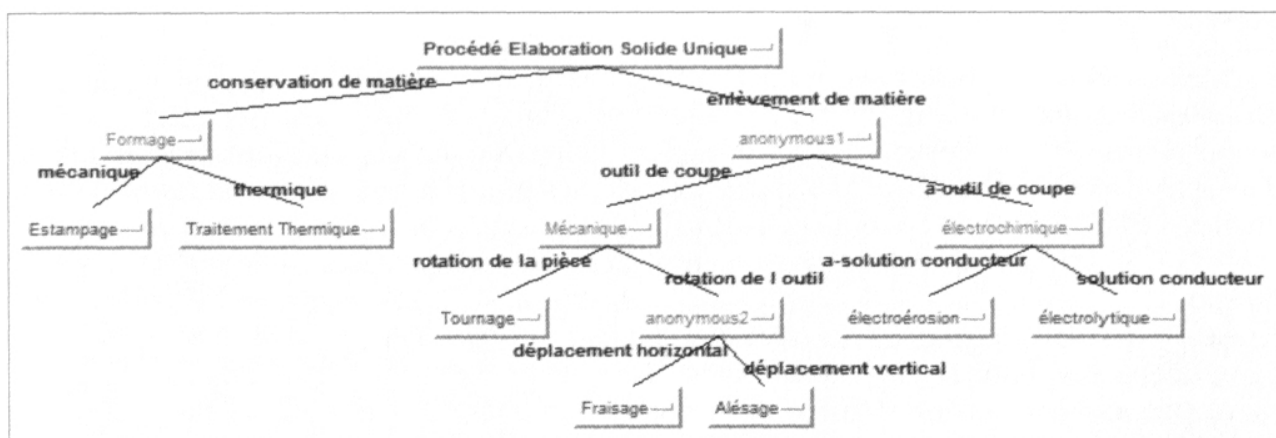 Procédé Elaboration Solide Unique
conservation de matière
enlèvement de matière
Formage
anonymous1
mécanique
thermique
outil de coupe
a-outil de coupe
Estampage
Traitement Thermique
Mécanique
électrochimique
rotation de la pièce
rotation de l outil
a-solution conducteur
solution conducteur
Tournage
anonymous2
électroérosion
électrolytique
déplacement horizontal
déplacement vertical
Fraisage
Alésage